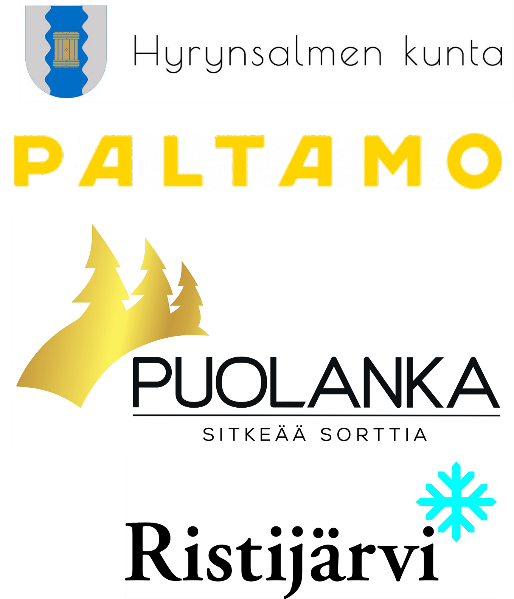 Hyrynsalmen kunta
PALTAMO
PUOLANKA
SITKEÄÄ SORTTIA
Ristijärvi